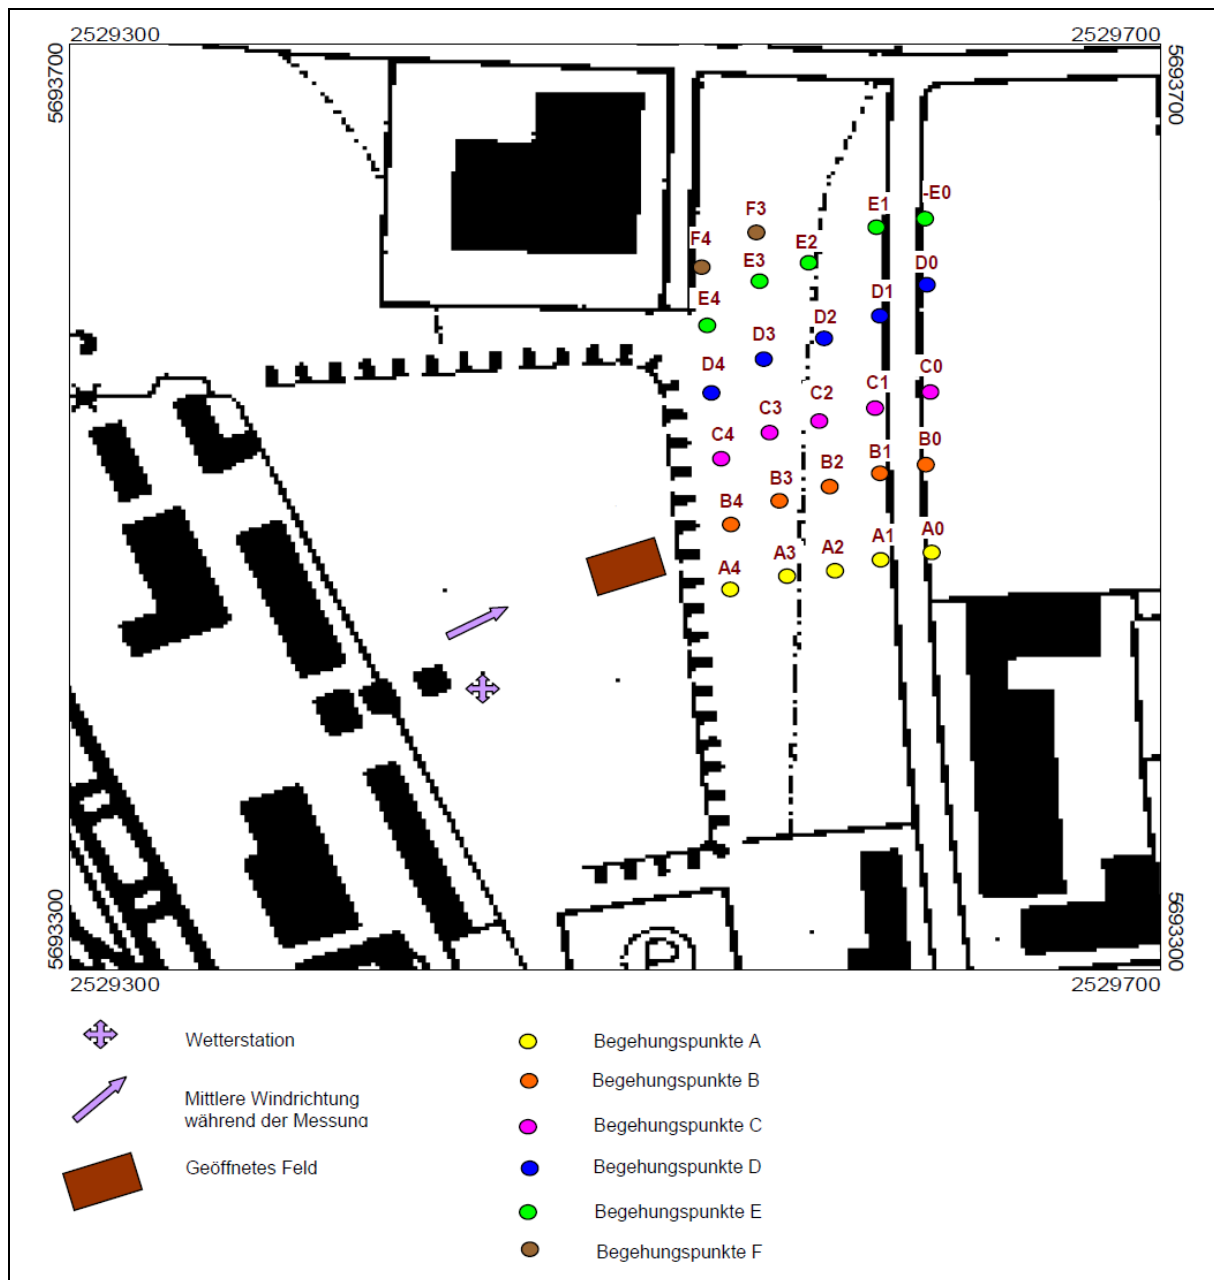 2529300
2529700
5693700
5693700
-E0
E1
F3
F4
E2
E3
D0
E4
D1
D2
D3
D4
C0
C1
C2
C3
C4
B0
B1
B2
B3
B4
A0
A1
A2
A3
A4
5693300
5693300
P
2529300
2529700
Wetterstation
Mittlere Windrichtung
während der Messung
Geöffnetes Feld
Begehungspunkte A
Begehungspunkte B
Begehungspunkte C
Begehungspunkte D
Begehungspunkte E
Begehungspunkte F